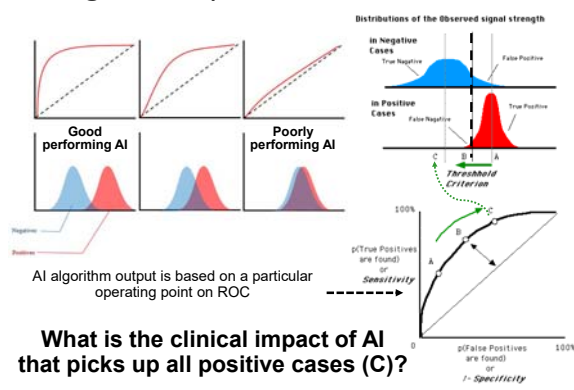 Distributions of the Observed signal strength
in Negative
Cases
True Negative
False Positive
in Positive
Cases
False Negative
True Positive
C B A
Threshhold
Criterion
Good
performing AI
Poorly
performing AI
Negatives
Positives
AI algorithm output is based on a particular
operating point on ROC
100%
C
B
A
p(True Positives
are found)
or
Sensitivity
0
p(False Positives
are found)
or
1- Specificity
100%
What is the clinical impact of AI
that picks up all positive cases (C)?